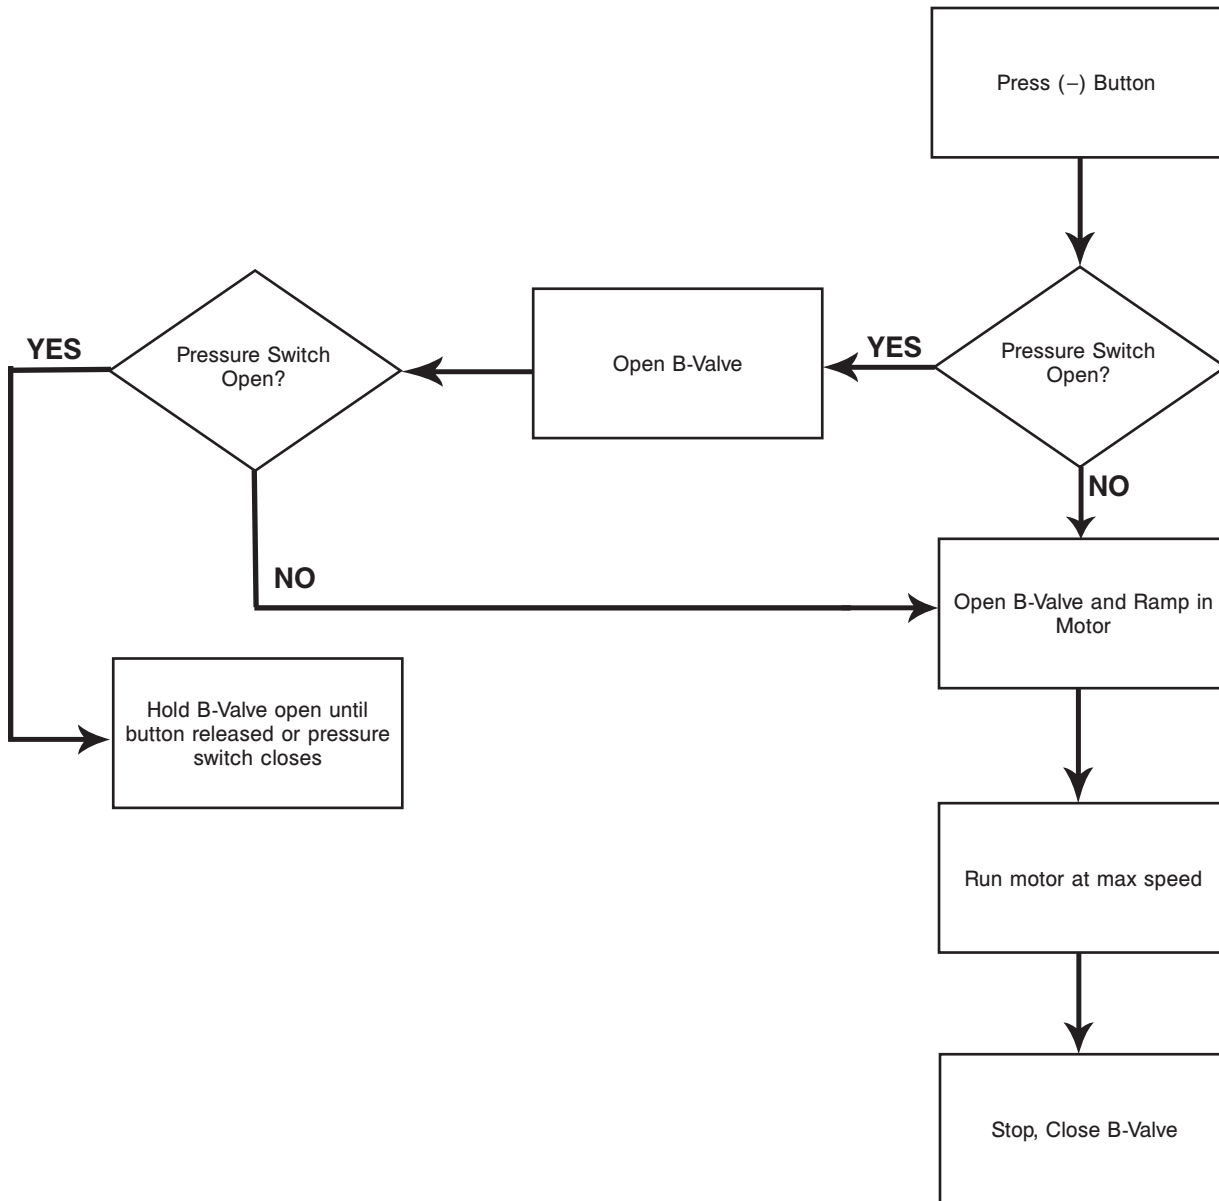 Press (–) Button
Pressure Switch
Open?
YES
Open B-Valve
Pressure Switch
Open?
YES
NO
NO
Open B-Valve and Ramp in
Motor
Hold B-Valve open until
button released or pressure
switch closes
Run motor at max speed
Stop, Close B-Valve